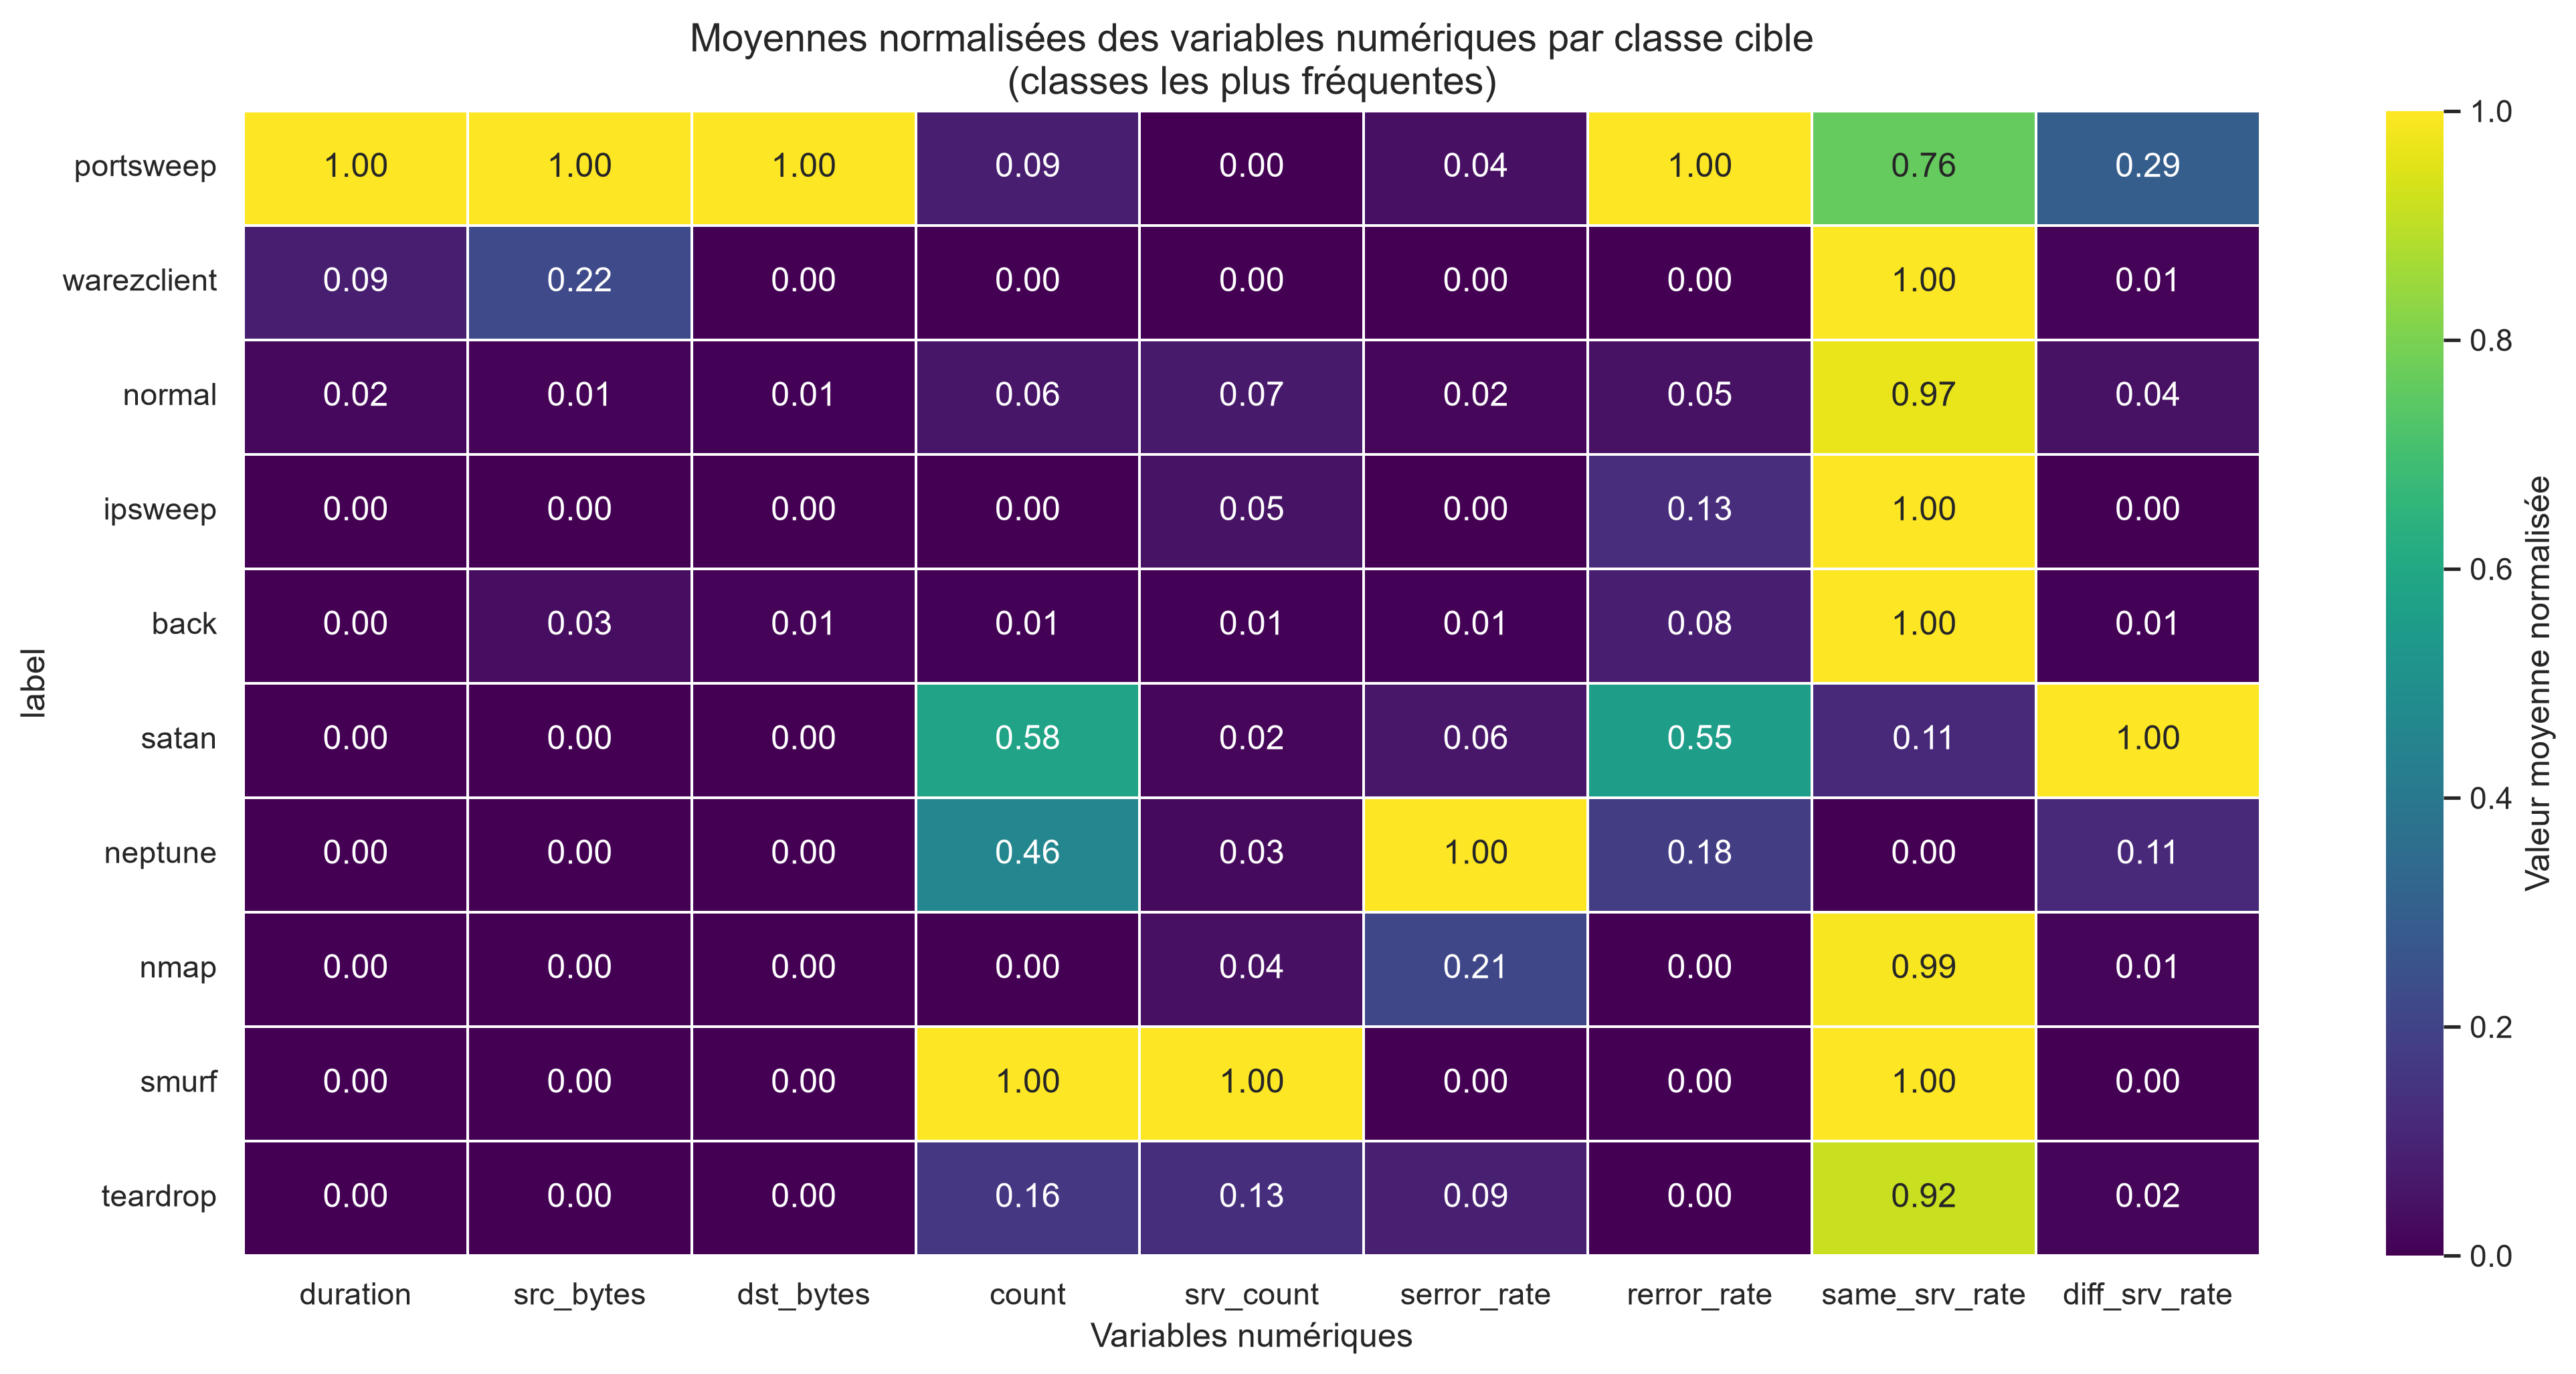 Moyennes normalisées des variables numériques par classe cible
(classes les plus fréquentes)
portsweep 1.00 1.00 1.00 0.09 0.00 0.04 1.00 0.76 0.29
warezclient 0.09 0.22 0.00 0.00 0.00 0.00 0.00 1.00 0.01
normal 0.02 0.01 0.01 0.06 0.07 0.02 0.05 0.97 0.04
ipsweep 0.00 0.00 0.00 0.00 0.05 0.00 0.13 1.00 0.00
back 0.00 0.03 0.01 0.01 0.01 0.01 0.08 1.00 0.01
satan 0.00 0.00 0.00 0.58 0.02 0.06 0.55 0.11 1.00
neptune 0.00 0.00 0.00 0.46 0.03 1.00 0.18 0.00 0.11
nmap 0.00 0.00 0.00 0.00 0.04 0.21 0.00 0.99 0.01
smurf 0.00 0.00 0.00 1.00 1.00 0.00 0.00 1.00 0.00
teardrop 0.00 0.00 0.00 0.16 0.13 0.09 0.00 0.92 0.02
duration src_bytes dst_bytes count srv_count serror_rate rerror_rate same_srv_rate diff_srv_rate
Variables numériques
label
1.0
0.8
0.6
0.4
0.2
0.0
Valeur moyenne normalisée